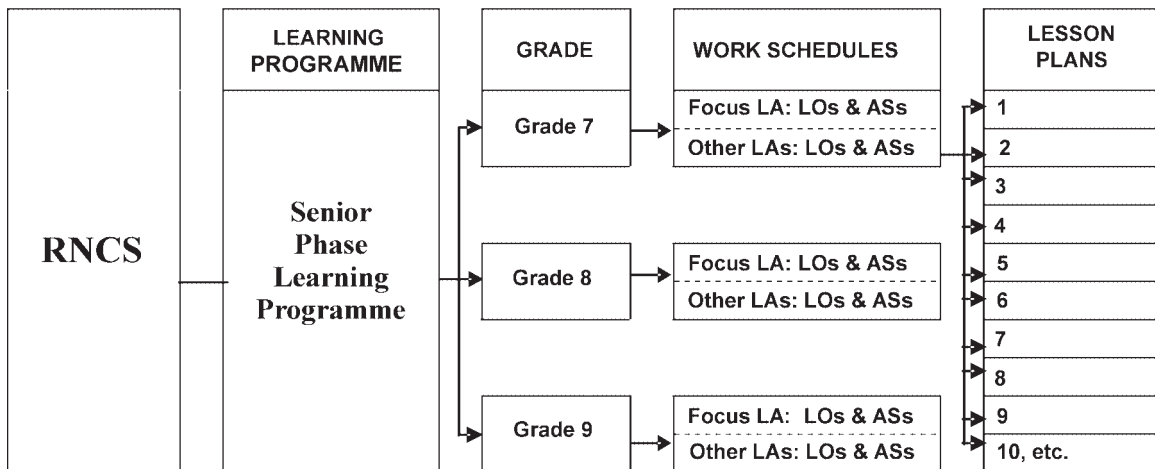 LEARNING
PROGRAMME
GRADE
WORK SCHEDULES
LESSON
PLANS
RNCS
Senior
Phase
Learning
Programme
Grade 7
Focus LA: LOs & ASs
Other LAs: LOs & ASs
Grade 8
Focus LA: LOs & ASs
Other LAs: LOs & ASs
Grade 9
Focus LA: LOs & ASs
Other LAs: LOs & ASs
1
2
3
4
5
6
7
8
9
10, etc.